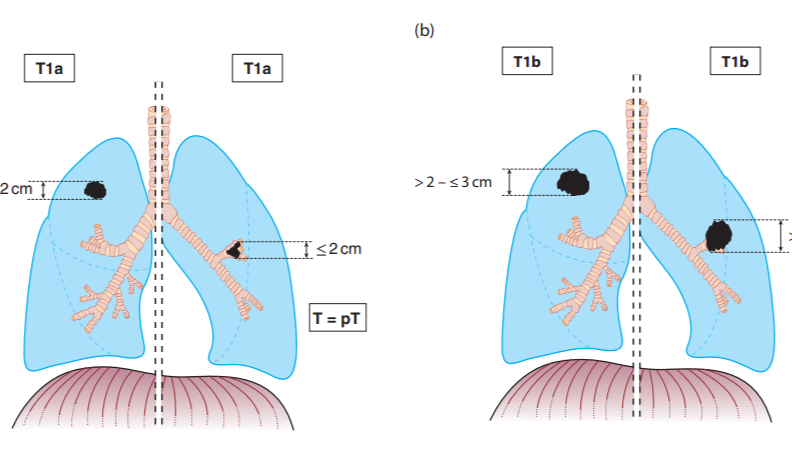 (b)
T1a
T1a
T1b
T1b
2 cm
≤ 2 cm
> 2 – ≤ 3 cm
>
T = pT